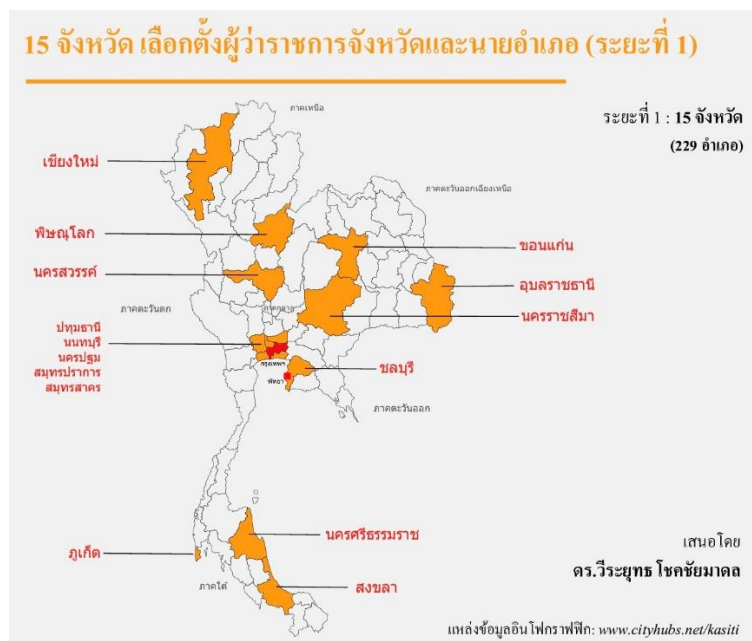 15 จังหวัด เลือกตั้งผู้ว่าราชการจังหวัดและนายอำเภอ (ระยะที่ 1)
ภาคเหนือ
ระยะที่ 1 : 15 จังหวัด
(229 อำเภอ)
เชียงใหม่
ภาคตะวันออกเฉียงเหนือ
พิษณุโลก
ขอนแก่น
นครสวรรค์
อุบลราชธานี
ภาคตะวันตก
ภาคกลาง
นครราชสีมา
ปทุมธานี
นนทบุรี
นครปฐม
สมุทรปราการ
สมุทรสาคร
กรุงเทพฯ
ชลบุรี
พัทยา
ภาคตะวันออก
นครศรีธรรมราช
ภูเก็ต
ภาคใต้
สงขลา
เสนอโดย
ดร.วีระยุทธ โชคชัยมาดล
แหล่งข้อมูลอินโฟกราฟฟิก: www.cityhubs.net/kasiti